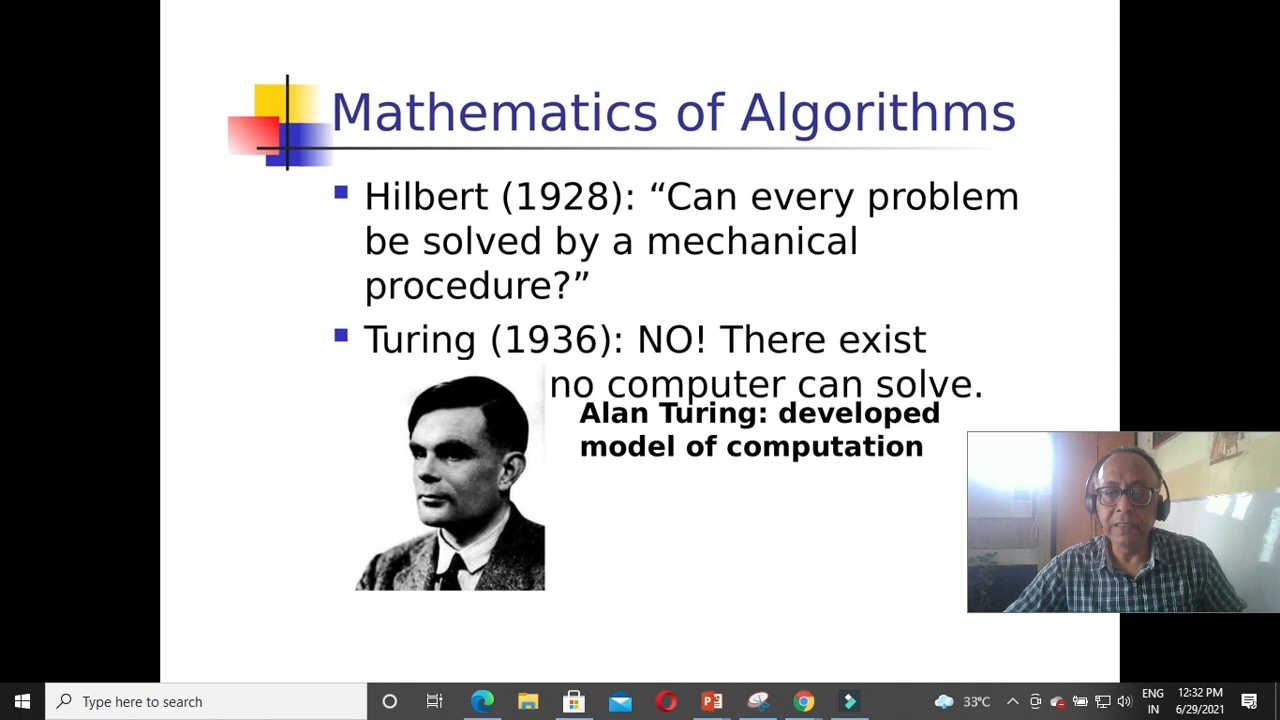 Mathematics of Algorithms
Hilbert (1928): “Can every problem
be solved by a mechanical
procedure?”
Turing (1936): NO! There exist
no computer can solve.
Alan Turing: developed
model of computation
Type here to search
33°C
ENG
IN
12:32 PM
6/29/2021